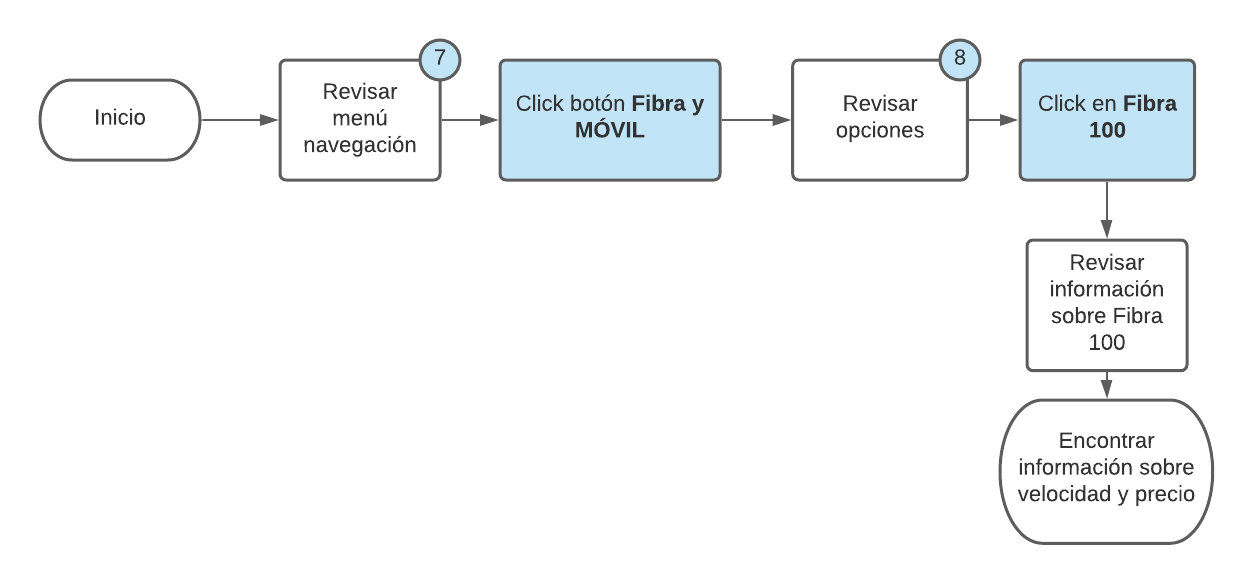 Inicio
7
Revisar
menú
navegación
Click botón Fibra y
MÓVIL
8
Revisar
opciones
Click en Fibra
100
Revisar
información
sobre Fibra
100
Encontrar
información sobre
velocidad y precio